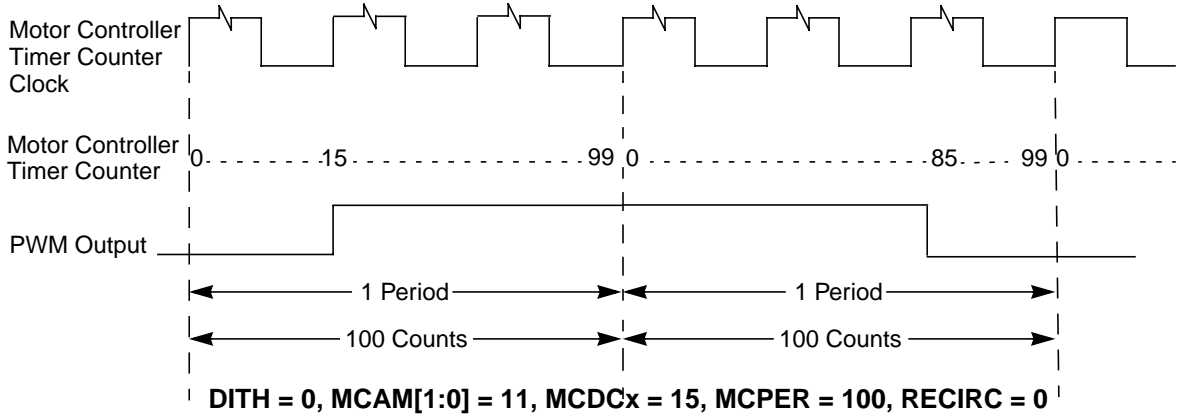 Motor Controller
Timer Counter
Clock
Motor Controller
Timer Counter
0 15 99 0 85 99 0
PWM Output
1 Period 1 Period
100 Counts 100 Counts
DITH = 0, MCAM[1:0] = 11, MCDCx = 15, MCPER = 100, RECIRC = 0